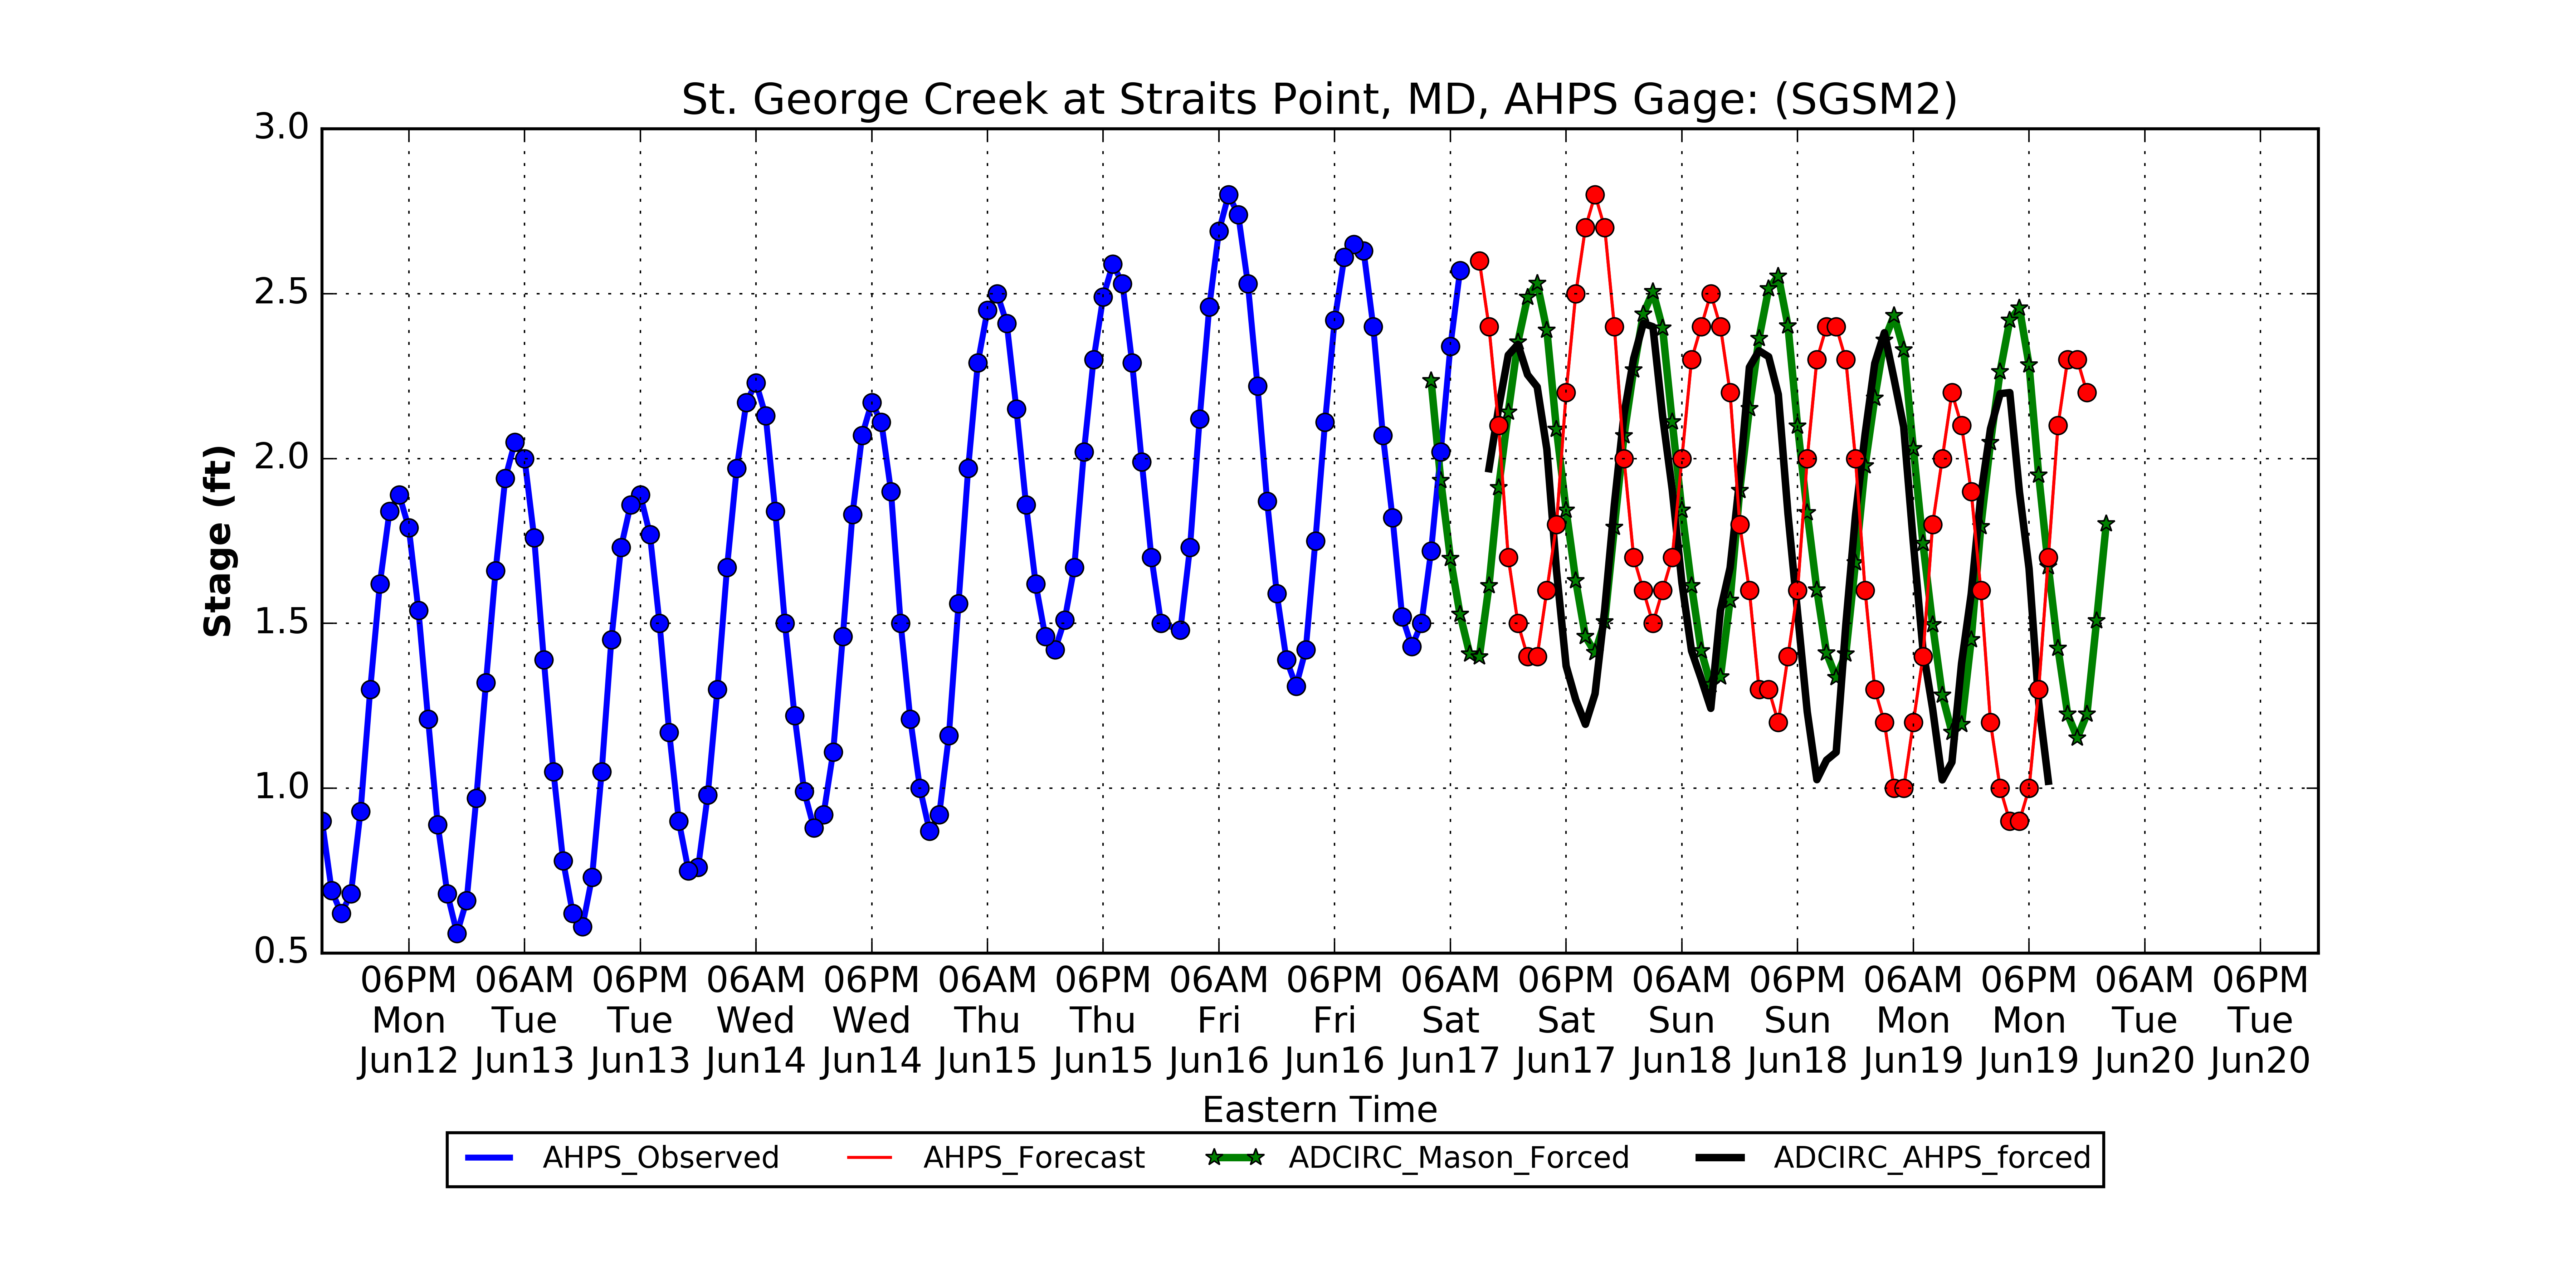 St. George Creek at Straits Point, MD, AHPS Gage: (SGSM2)
Stage (ft)
3.0
2.5
2.0
1.5
1.0
0.5
06PM 06AM 06PM 06AM 06PM 06AM 06PM 06AM 06PM 06AM 06PM 06AM 06PM 06AM 06PM 06AM 06PM
Mon Tue Tue Wed Wed Thu Thu Fri Fri Sat Sat Sun Sun Mon Mon Tue Tue
Jun12 Jun13 Jun13 Jun14 Jun14 Jun15 Jun15 Jun16 Jun16 Jun17 Jun17 Jun18 Jun18 Jun19 Jun19 Jun20 Jun20
Eastern Time
AHPS_Observed AHPS_Forecast ADCIRC_Mason_Forced ADCIRC_AHPS_forced